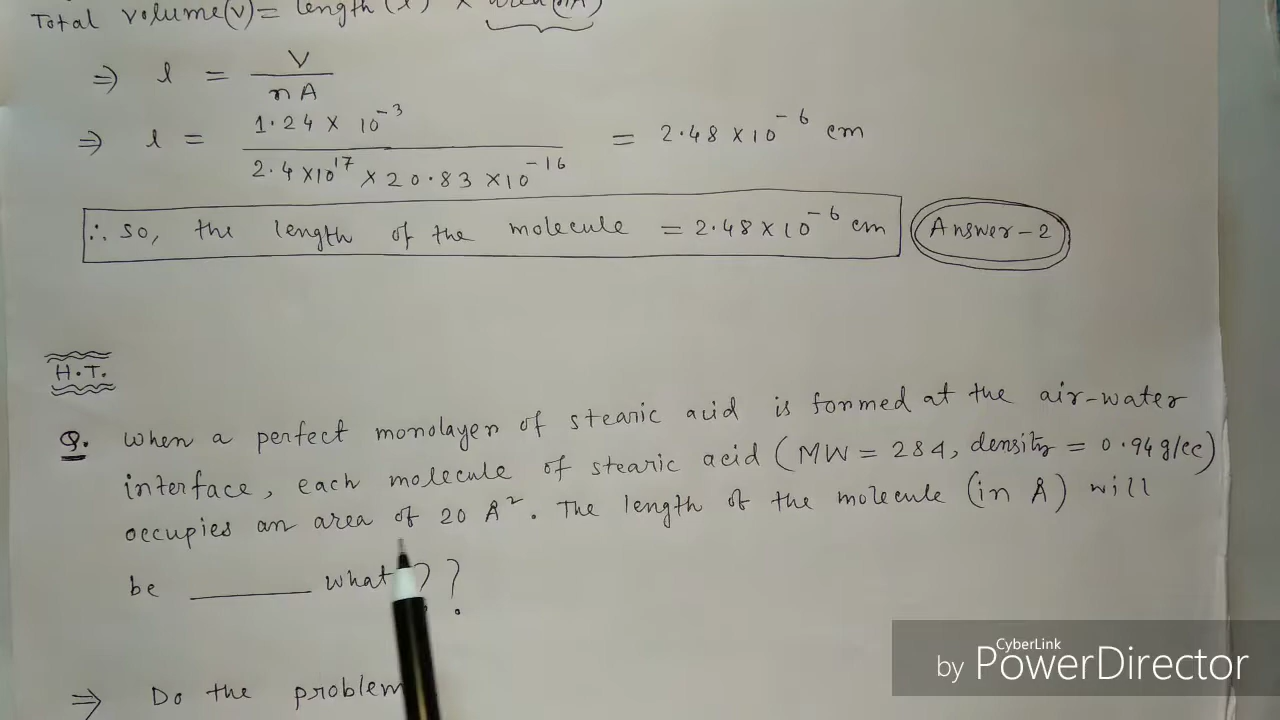 Total volume(v) = length (l) × area (nA)
⇒ l = V / nA
⇒ l = 1.24 × 10⁻³ / 2.4×10¹⁷ × 20.83 ×10⁻¹⁶ = 2.48 ×10⁻⁶ cm
∴ so, the length of the molecule = 2.48×10⁻⁶ cm Answer-2
H.T.
Q. When a perfect monolayer of stearic acid is formed at the air-water
interface, each molecule of stearic acid (MW = 284, density = 0.94 g/cc)
occupies an area of 20 Å². The length of the molecule (in Å) will
be ______ what??
⇒ Do the problem
CyberLink
by PowerDirector